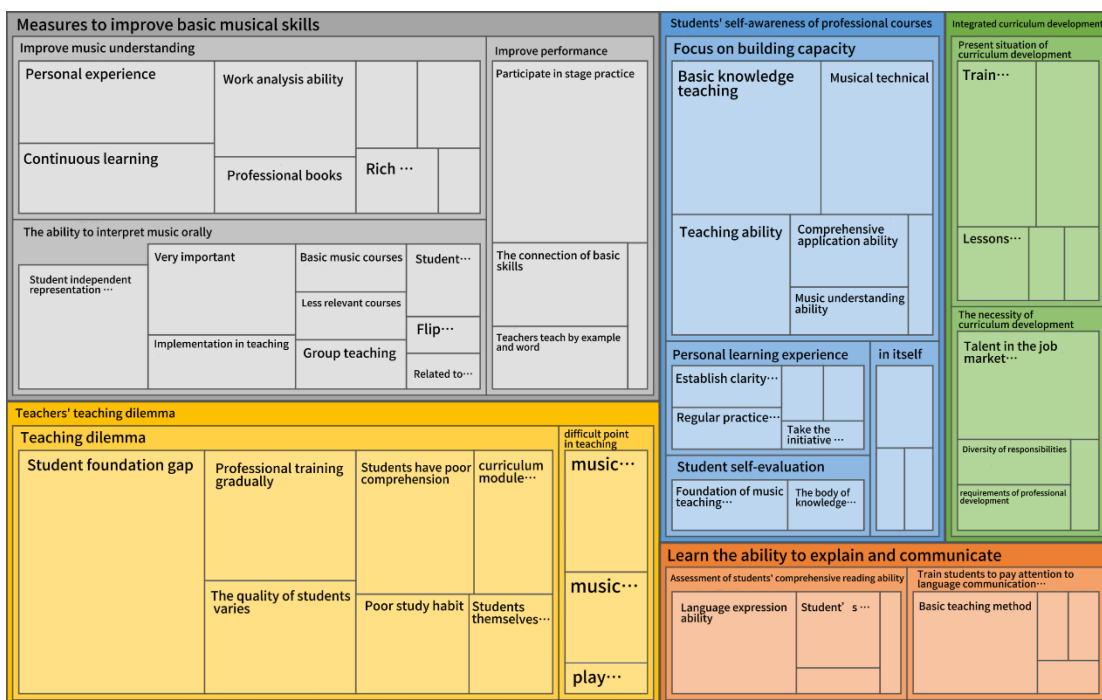 Measures to improve basic musical skills
Improve music understanding
Personal experience
Continuous learning
Work analysis ability
Professional books
Rich ⋯
Improve performance
Participate in stage practice
The connection of basic
skills
Teachers teach by example
and word
The ability to interpret music orally
Student independent
representation ⋯
Very important
Implementation in teaching
Basic music courses
Less relevant courses
Group teaching
Student⋯
Flip⋯
Related to⋯
Teachers' teaching dilemma
Teaching dilemma
Student foundation gap
Professional training
gradually
The quality of students
varies
Students have poor
comprehension
Poor study habit
curriculum
module⋯
Students
themselves⋯
difficult point
in teaching
music⋯
music⋯
play⋯
Students' self-awareness of professional courses
Focus on building capacity
Basic knowledge
teaching
Musical technical
Teaching ability
Comprehensive
application ability
Music understanding
ability
Personal learning experience
Establish clarity⋯
Regular practice⋯
Take the
initiative ⋯
in itself
Student self-evaluation
Foundation of music
teaching⋯
The body of
knowledge⋯
Integrated curriculum development
Present situation of
curriculum development
Train⋯
Lessons⋯
The necessity of
curriculum development
Talent in the job
market⋯
Diversity of responsibilities
requirements of professional
development
Learn the ability to explain and communicate
Assessment of students' comprehensive reading ability
Language expression
ability
Student's ⋯
Train students to pay attention to
language communication⋯
Basic teaching method